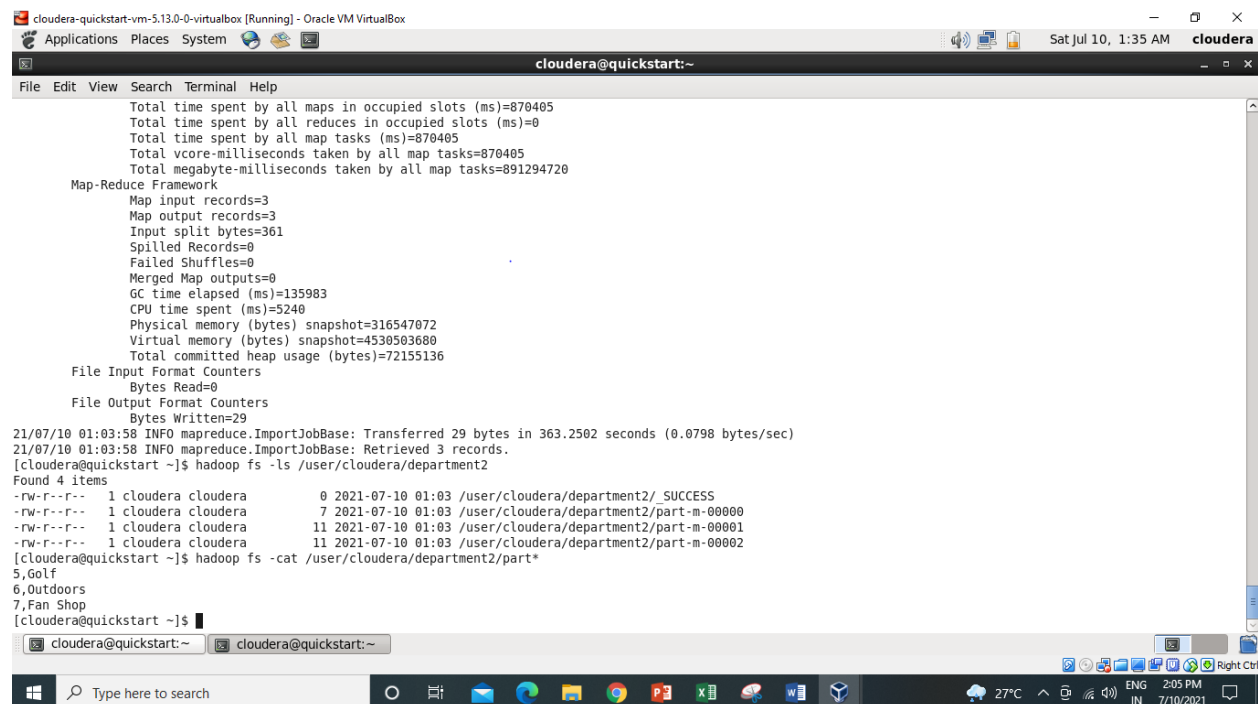 cloudera-quickstart-vm-5.13.0-0-virtualbox [Running] - Oracle VM VirtualBox
Applications Places System Sat Jul 10, 1:35 AM cloudera
cloudera@quickstart:~
File Edit View Search Terminal Help
Total time spent by all maps in occupied slots (ms)=870405
Total time spent by all reduces in occupied slots (ms)=0
Total time spent by all map tasks (ms)=870405
Total vcore-milliseconds taken by all map tasks=870405
Total megabyte-milliseconds taken by all map tasks=891294720
Map-Reduce Framework
Map input records=3
Map output records=3
Input split bytes=361
Spilled Records=0
Failed Shuffles=0
Merged Map outputs=0
GC time elapsed (ms)=135983
CPU time spent (ms)=5240
Physical memory (bytes) snapshot=316547072
Virtual memory (bytes) snapshot=4530503680
Total committed heap usage (bytes)=72155136
File Input Format Counters
Bytes Read=0
File Output Format Counters
Bytes Written=29
21/07/10 01:03:58 INFO mapreduce.ImportJobBase: Transferred 29 bytes in 363.2502 seconds (0.0798 bytes/sec)
21/07/10 01:03:58 INFO mapreduce.ImportJobBase: Retrieved 3 records.
[cloudera@quickstart ~]$ hadoop fs -ls /user/cloudera/department2
Found 4 items
-rw-r--r-- 1 cloudera cloudera 0 2021-07-10 01:03 /user/cloudera/department2/_SUCCESS
-rw-r--r-- 1 cloudera cloudera 7 2021-07-10 01:03 /user/cloudera/department2/part-m-00000
-rw-r--r-- 1 cloudera cloudera 11 2021-07-10 01:03 /user/cloudera/department2/part-m-00001
-rw-r--r-- 1 cloudera cloudera 11 2021-07-10 01:03 /user/cloudera/department2/part-m-00002
[cloudera@quickstart ~]$ hadoop fs -cat /user/cloudera/department2/part*
5,Golf
6,Outdoors
7,Fan Shop
[cloudera@quickstart ~]$
cloudera@quickstart:~ cloudera@quickstart:~
Right Ctrl
Type here to search 27°C ENG 2:05 PM
IN 7/10/2021